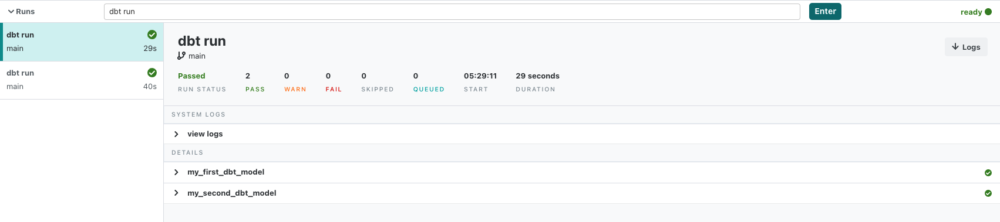 Runs
dbt run
Enter
ready
dbt run
main 29s
dbt run
main 40s
dbt run
main
Logs
Passed 2 0 0 0 0 05:29:11 29 seconds
RUN STATUS PASS WARN FAIL SKIPPED QUEUED START DURATION
SYSTEM LOGS
view logs
DETAILS
my_first_dbt_model
my_second_dbt_model